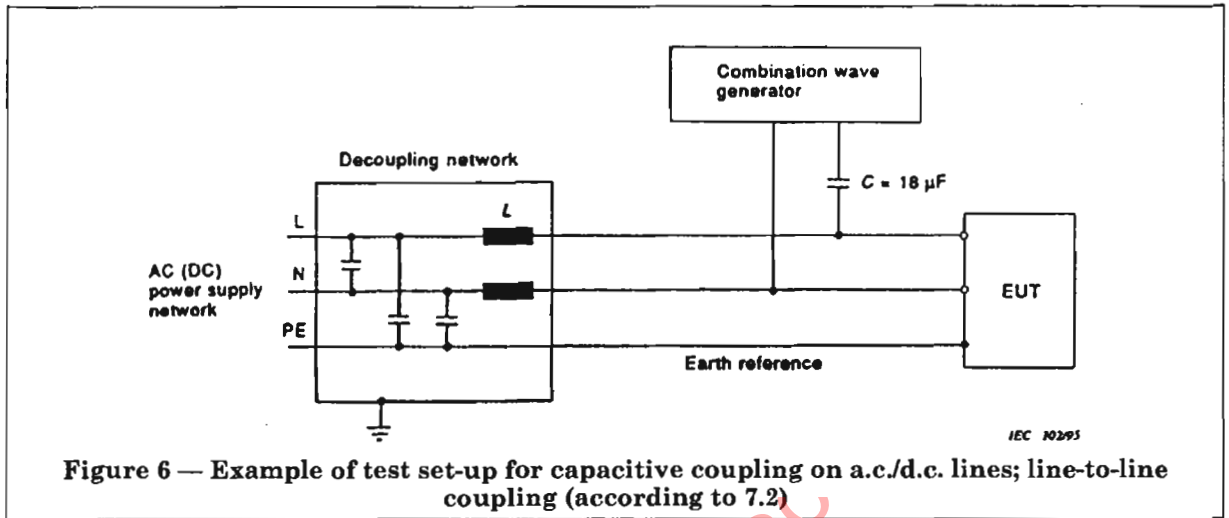 Combination wave
generator
Decoupling network
C = 18 µF
L
L
N
AC (DC)
power supply
network
EUT
PE
Earth reference
IEC 102/95
Figure 6 — Example of test set-up for capacitive coupling on a.c./d.c. lines; line-to-line
coupling (according to 7.2)